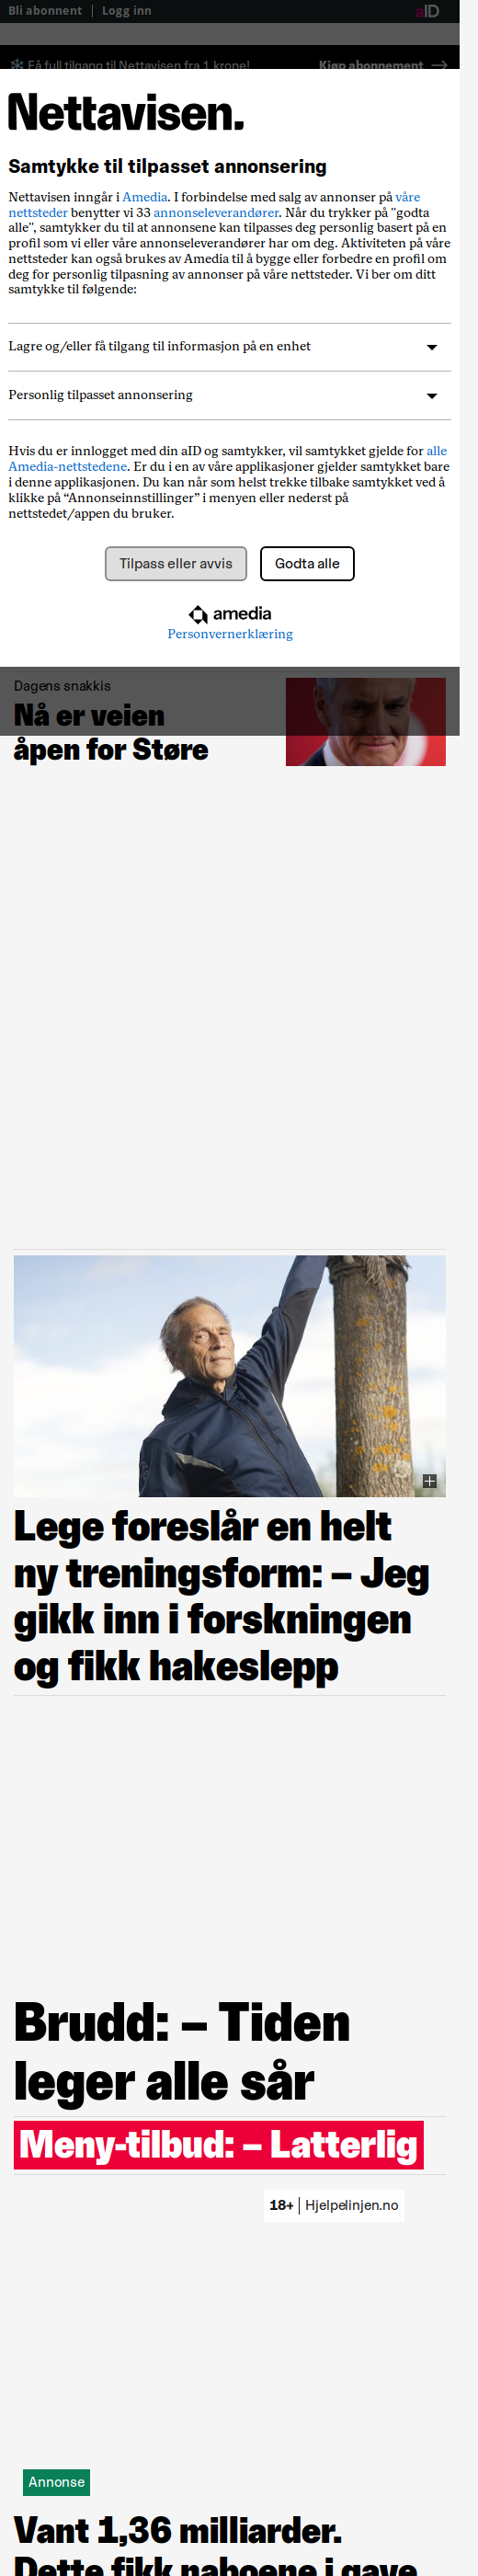 Bli abonnent | Logg inn aID
Få full tilgang til Nettavisen fra 1 krone! Kjøp abonnement
Nettavisen.
Samtykke til tilpasset annonsering
Nettavisen inngår i Amedia. I forbindelse med salg av annonser på våre
nettsteder benytter vi 33 annonseleverandører. Når du trykker på "godta
alle", samtykker du til at annonsene kan tilpasses deg personlig basert på en
profil som vi eller våre annonseleverandører har om deg. Aktiviteten på våre
nettsteder kan også brukes av Amedia til å bygge eller forbedre en profil om
deg for personlig tilpasning av annonser på våre nettsteder. Vi ber om ditt
samtykke til følgende:
Lagre og/eller få tilgang til informasjon på en enhet
Personlig tilpasset annonsering
Hvis du er innlogget med din aID og samtykker, vil samtykket gjelde for alle
Amedia-nettstedene. Er du i en av våre applikasjoner gjelder samtykket bare
i denne applikasjonen. Du kan når som helst trekke tilbake samtykket ved å
klikke på “Annonseinnstillinger” i menyen eller nederst på
nettstedet/appen du bruker.
Tilpass eller avvis Godta alle
amedia
Personvernerklæring
Dagens snakkis
Nå er veien
åpen for Støre
Lege foreslår en helt
ny treningsform: – Jeg
gikk inn i forskningen
og fikk hakeslepp
Brudd: – Tiden
leger alle sår
Meny-tilbud: – Latterlig
18+ | Hjelpelinjen.no
Annonse
Vant 1,36 milliarder.
Dette fikk naboene i gave